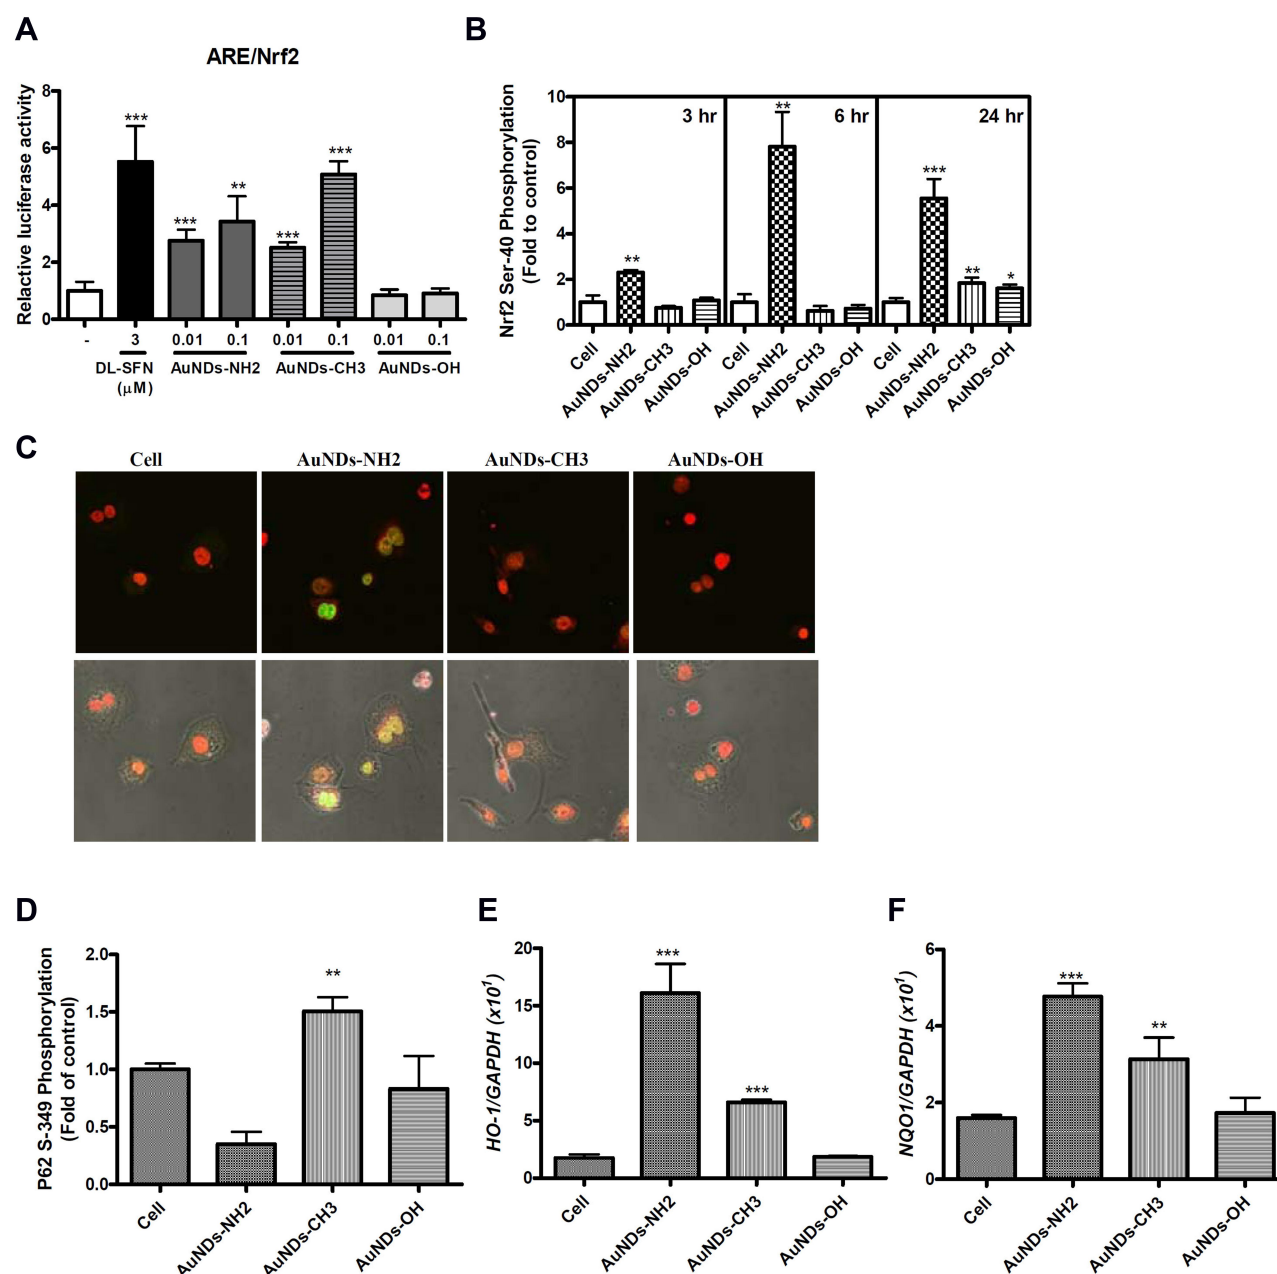 A
ARE/Nrf2
Relactive luciferase activity
8
6
4
2
0
***
***
**
***
***
- 3 0.01 0.1 0.01 0.1 0.01 0.1
DL-SFN AuNDs-NH2 AuNDs-CH3 AuNDs-OH
(μM)
B
Nrf2 Ser-40 Phosphorylation
(Fold to control)
10
8
6
4
2
0
3 hr 6 hr 24 hr
**
**
***
**
*
Cell AuNDs-NH2 AuNDs-CH3 AuNDs-OH Cell AuNDs-NH2 AuNDs-CH3 AuNDs-OH Cell AuNDs-NH2 AuNDs-CH3 AuNDs-OH
C
Cell AuNDs-NH2 AuNDs-CH3 AuNDs-OH
D
P62 S-349 Phosphorylation
(Fold of control)
2.0
1.5
1.0
0.5
0.0
**
Cell AuNDs-NH2 AuNDs-CH3 AuNDs-OH
E
HO-1/GAPDH (x10¹)
20
15
10
5
0
***
***
Cell AuNDs-NH2 AuNDs-CH3 AuNDs-OH
F
NQO1/GAPDH (x10¹)
6
4
2
0
***
**
Cell AuNDs-NH2 AuNDs-CH3 AuNDs-OH